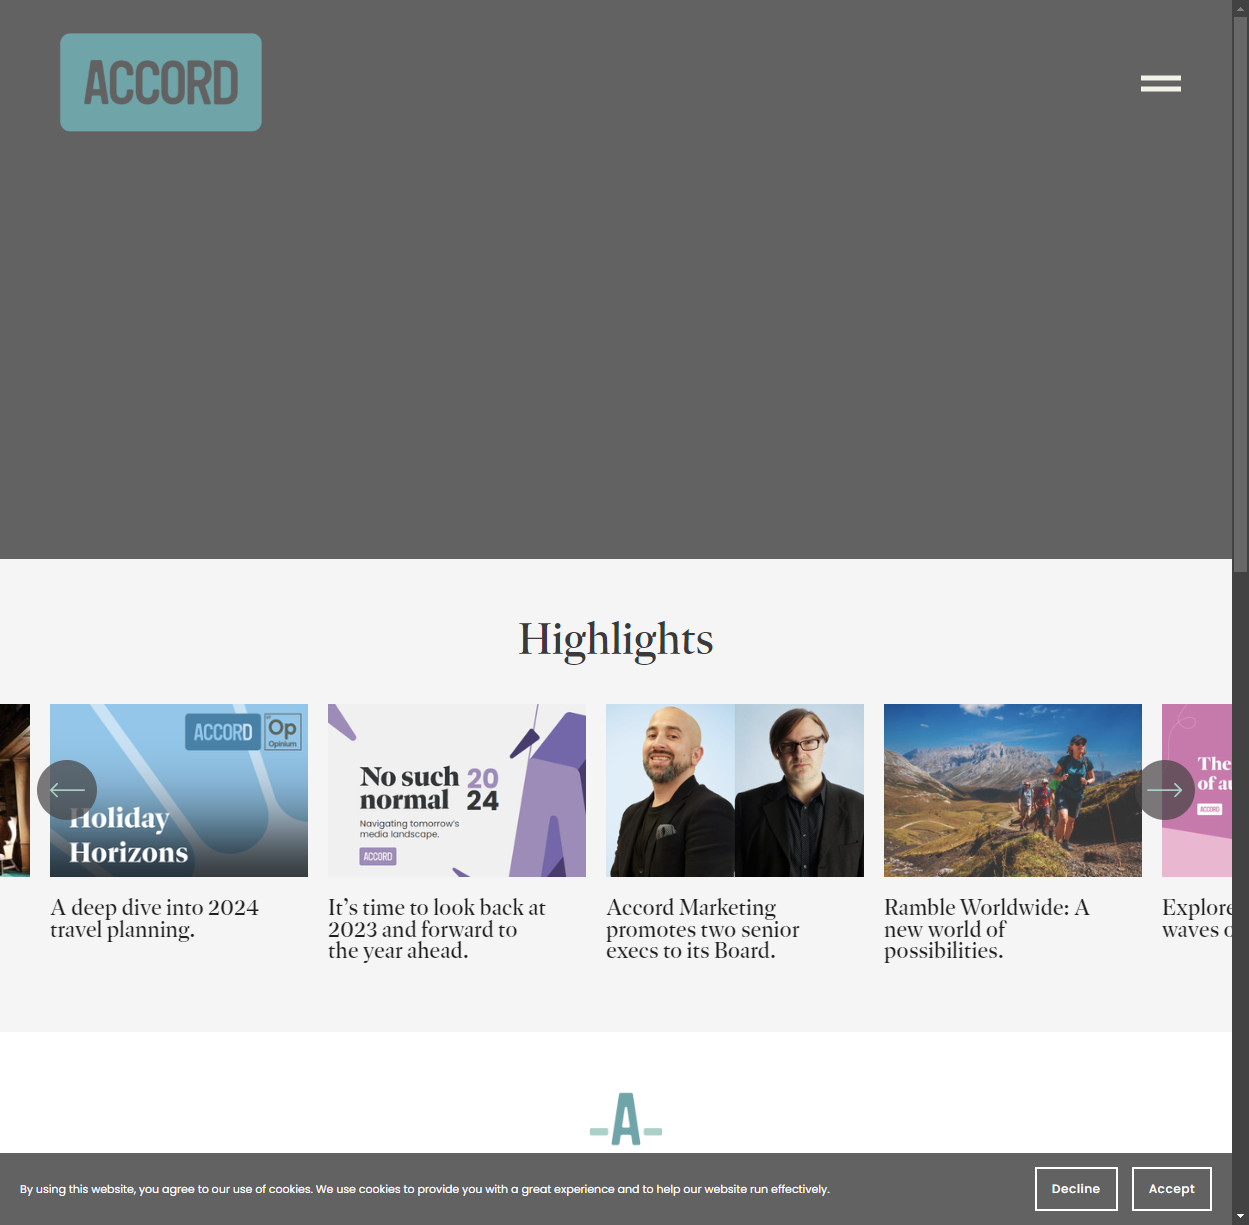 ACCORD
Highlights
ACCORD
Op
Opinium
Holiday
Horizons
A deep dive into 2024
travel planning.
No such 20
normal 24
Navigating tomorrow's
media landscape.
ACCORD
It's time to look back at
2023 and forward to
the year ahead.
Accord Marketing
promotes two senior
execs to its Board.
Ramble Worldwide: A
new world of
possibilities.
The
of
ACCORD
Explore
waves
A
By using this website, you agree to our use of cookies. We use cookies to provide you with a great experience and to help our website run effectively.
Decline
Accept